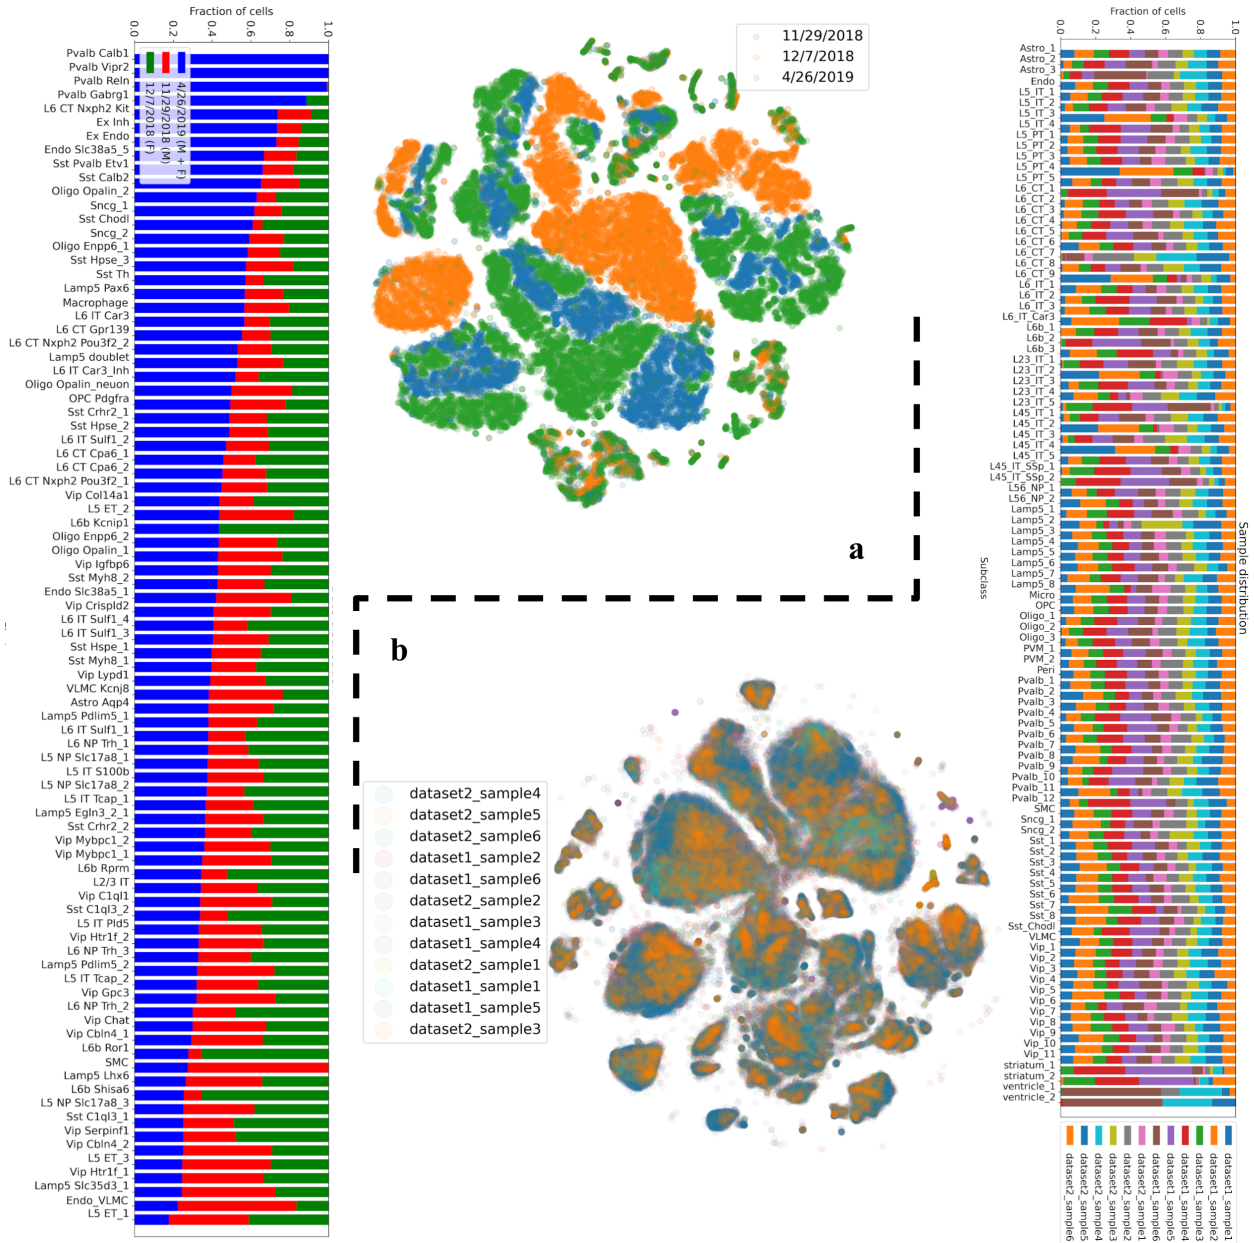 Fraction of cells
0.0
0.2
0.4
0.6
0.8
1.0
Pvalb Calb1
Pvalb Vipr2
Pvalb Reln
Pvalb Gabrg1
L6 CT Nxph2 Kit
Ex Inh
Ex Endo
Endo Slc38a5_5
Sst Pvalb Etv1
Sst Calb2
Oligo Opalin_2
Sncg_1
Sst Chodl
Sncg_2
Oligo Enpp6_1
Sst Hpse_3
Sst Th
Lamp5 Pax6
Macrophage
L6 IT Car3
L6 CT Gpr139
L6 CT Nxph2 Pou3f2_2
Lamp5 doublet
L6 IT Car3_Inh
Oligo Opalin_neuon
OPC Pdgfra
Sst Crhr2_1
Sst Hpse_2
L6 IT Sulf1_2
L6 CT Cpa6_1
L6 CT Cpa6_2
L6 CT Nxph2 Pou3f2_1
Vip Col14a1
L5 ET_2
L6b Kcnip1
Oligo Enpp6_2
Oligo Opalin_1
Vip Igfbp6
Sst Myh8_2
Endo Slc38a5_1
Vip Crispld2
L6 IT Sulf1_4
L6 IT Sulf1_3
Sst Hspe_1
Sst Myh8_1
Vip Lypd1
VLMC Kcnj8
Astro Aqp4
Lamp5 Pdlim5_1
L6 IT Sulf1_1
L6 NP Trh_1
L5 NP Slc17a8_1
L5 IT S100b
L5 NP Slc17a8_2
L5 IT Tcap_1
Lamp5 Egln3_2_1
Sst Crhr2_2
Vip Mybpc1_2
Vip Mybpc1_1
L6b Rprm
L2/3 IT
Vip C1ql1
Sst C1ql3_2
L5 IT Pld5
Vip Htr1f_2
L6 NP Trh_3
Lamp5 Pdlim5_2
L5 IT Tcap_2
Vip Gpc3
L6 NP Trh_2
Vip Chat
Vip Cbln4_1
L6b Ror1
SMC
Lamp5 Lhx6
L6b Shisa6
L5 NP Slc17a8_3
Sst C1ql3_1
Vip Serpinf1
Vip Cbln4_2
L5 ET_3
Vip Htr1f_1
Lamp5 Slc35d3_1
Endo_VLMC
L5 ET_1
4/26/2019 (M + F)
11/29/2018 (M)
12/7/2018 (F)
11/29/2018
12/7/2018
4/26/2019
a
b
dataset2_sample4
dataset2_sample5
dataset2_sample6
dataset1_sample2
dataset1_sample6
dataset2_sample2
dataset1_sample3
dataset1_sample4
dataset2_sample1
dataset1_sample1
dataset1_sample5
dataset2_sample3
Fraction of cells
0.0
0.2
0.4
0.6
0.8
1.0
Sample distribution
Subclass
Astro_1
Astro_2
Astro_3
Endo
L5_IT_1
L5_IT_2
L5_IT_3
L5_IT_4
L5_PT_1
L5_PT_2
L5_PT_3
L5_PT_4
L5_PT_5
L6_CT_1
L6_CT_2
L6_CT_3
L6_CT_4
L6_CT_5
L6_CT_6
L6_CT_7
L6_CT_8
L6_CT_9
L6_IT_1
L6_IT_2
L6_IT_3
L6_IT_Car3
L6b_1
L6b_2
L6b_3
L23_IT_1
L23_IT_2
L23_IT_3
L23_IT_4
L23_IT_5
L45_IT_1
L45_IT_2
L45_IT_3
L45_IT_4
L45_IT_5
L45_IT_SSp_1
L45_IT_SSp_2
L56_NP_1
L56_NP_2
Lamp5_1
Lamp5_2
Lamp5_3
Lamp5_4
Lamp5_5
Lamp5_6
Lamp5_7
Lamp5_8
Micro
OPC
Oligo_1
Oligo_2
Oligo_3
PVM_1
PVM_2
Peri
Pvalb_1
Pvalb_2
Pvalb_3
Pvalb_4
Pvalb_5
Pvalb_6
Pvalb_7
Pvalb_8
Pvalb_9
Pvalb_10
Pvalb_11
Pvalb_12
SMC
Sncg_1
Sncg_2
Sst_1
Sst_2
Sst_3
Sst_4
Sst_5
Sst_6
Sst_7
Sst_8
Sst_Chodl
VLMC
Vip_1
Vip_2
Vip_3
Vip_4
Vip_5
Vip_6
Vip_7
Vip_8
Vip_9
Vip_10
Vip_11
striatum_1
striatum_2
ventricle_1
ventricle_2
dataset1_sample1
dataset1_sample2
dataset1_sample3
dataset1_sample4
dataset1_sample5
dataset1_sample6
dataset2_sample1
dataset2_sample2
dataset2_sample3
dataset2_sample4
dataset2_sample5
dataset2_sample6